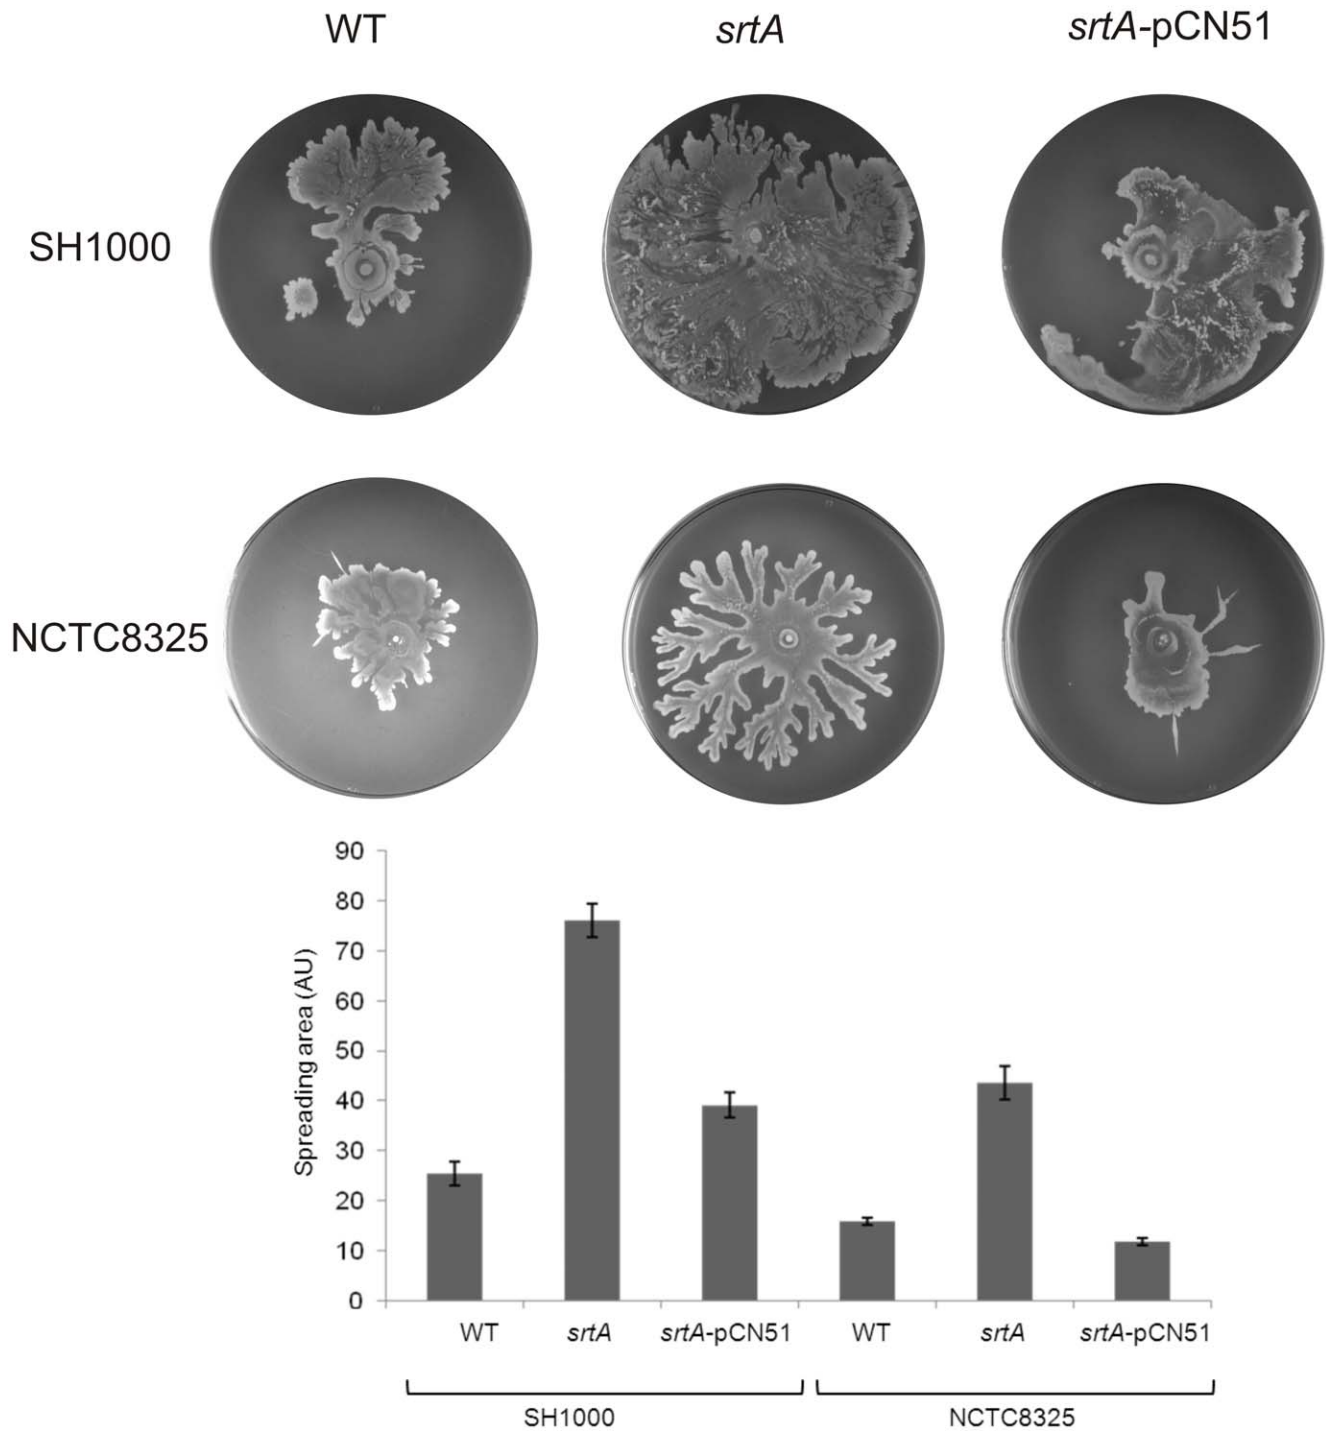 WT srtA srtA-pCN51
SH1000
NCTC8325
90
80
70
60
50
40
30
20
10
0
Spreading area (AU)
WT srtA srtA-pCN51 WT srtA srtA-pCN51
SH1000 NCTC8325